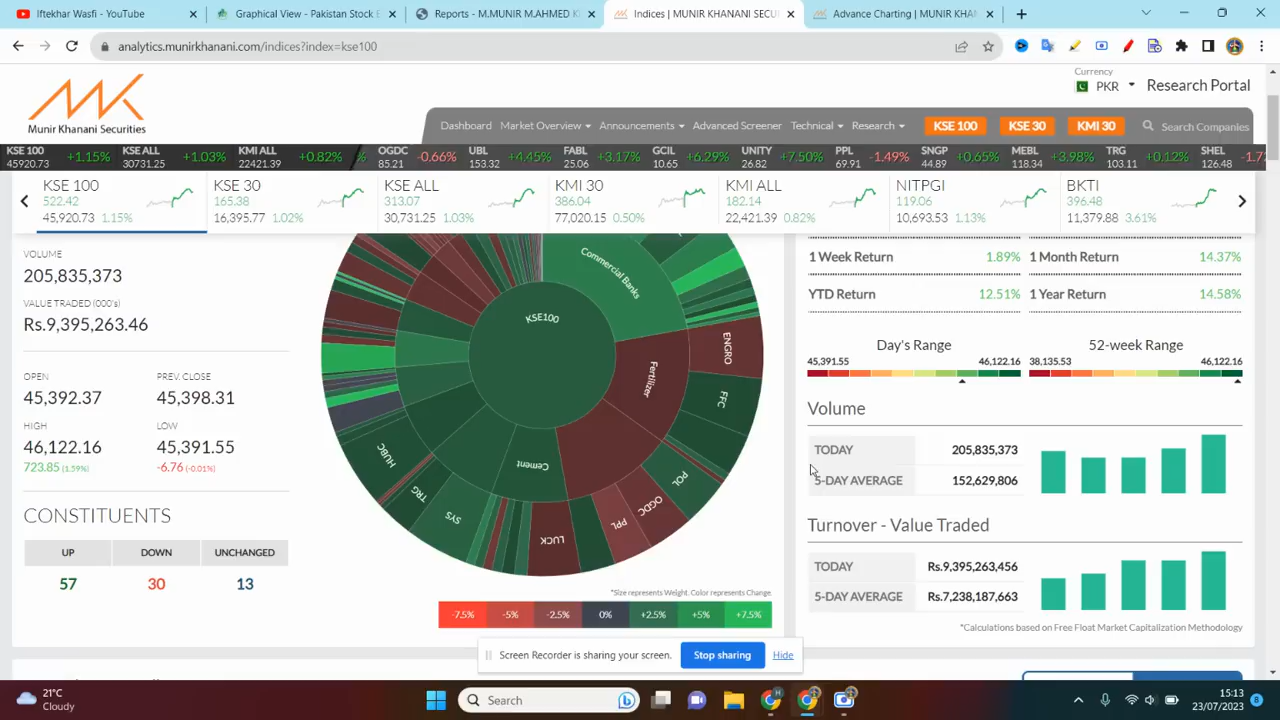 Iftekhar Wasti - YouTube
Graphical View - Pakistan Stock E
Reports - M.MUNIR M.AHMED K
Indices | MUNIR KHANANI SECU
Advance Charting | MUNIR KHAN
analytics.munirkhanani.com/indices?index=kse100
Munir Khanani Securities
Currency
PKR
Research Portal
Dashboard Market Overview Announcements Advanced Screener Technical Research KSE 100 KSE 30 KMI 30 Search Companies
KSE 100 45920.73 +1.15% KSE ALL 30731.25 +1.03% KMI ALL 22421.39 +0.82% % OGDC 85.21 -0.66% UBL 153.32 +4.45% FABL 25.06 +3.17% GCIL 10.65 +6.29% UNITY 26.82 +7.50% PPL 69.91 -1.49% SNGP 44.89 +0.65% MEBL 118.34 +3.98% TRG 103.11 +0.12% SHEL 126.48 -1.7
KSE 100
522.42
45,920.73 1.15%
KSE 30
165.38
16,395.77 1.02%
KSE ALL
313.07
30,731.25 1.03%
KMI 30
386.04
77,020.15 0.50%
KMI ALL
182.14
22,421.39 0.82%
NITPGI
119.06
10,693.53 1.13%
BKTI
396.48
11,379.88 3.61%
VOLUME
205,835,373
VALUE TRADED (000's)
Rs.9,395,263.46
OPEN PREV. CLOSE
45,392.37 45,398.31
HIGH LOW
46,122.16 45,391.55
723.85 (1.59%) -6.76 (-0.01%)
CONSTITUENTS
UP DOWN UNCHANGED
57 30 13
KSE100
Commercial Banks
Fertilizer
Cement
ENGRO
FFC
POL
OGDC
PPL
LUCK
SYS
TRG
HUBC
*Size represents Weight. Color represents Change.
-7.5% -5% -2.5% 0% +2.5% +5% +7.5%
1 Week Return 1.89% 1 Month Return 14.37%
YTD Return 12.51% 1 Year Return 14.58%
Day's Range
45,391.55 46,122.16
52-week Range
38,135.53 46,122.16
Volume
TODAY 205,835,373
5-DAY AVERAGE 152,629,806
Turnover - Value Traded
TODAY Rs.9,395,263,456
5-DAY AVERAGE Rs.7,238,187,663
*Calculations based on Free Float Market Capitalization Methodology
Screen Recorder is sharing your screen. Stop sharing Hide
21°C
Cloudy
Search
15:13
23/07/2023
8